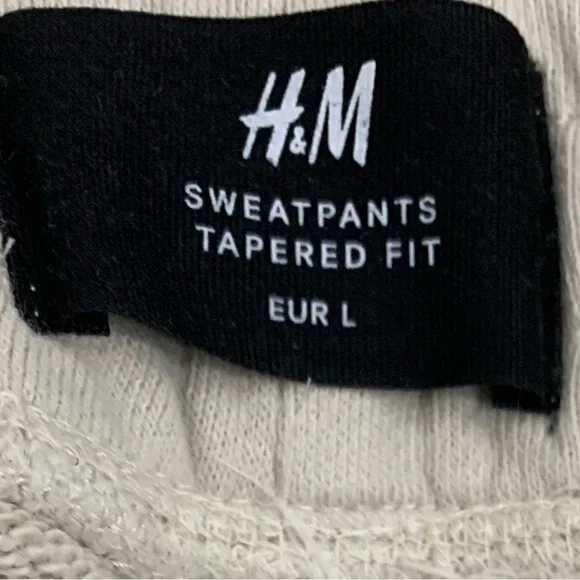 H&M
SWEATPANTS
TAPERED FIT
EUR L